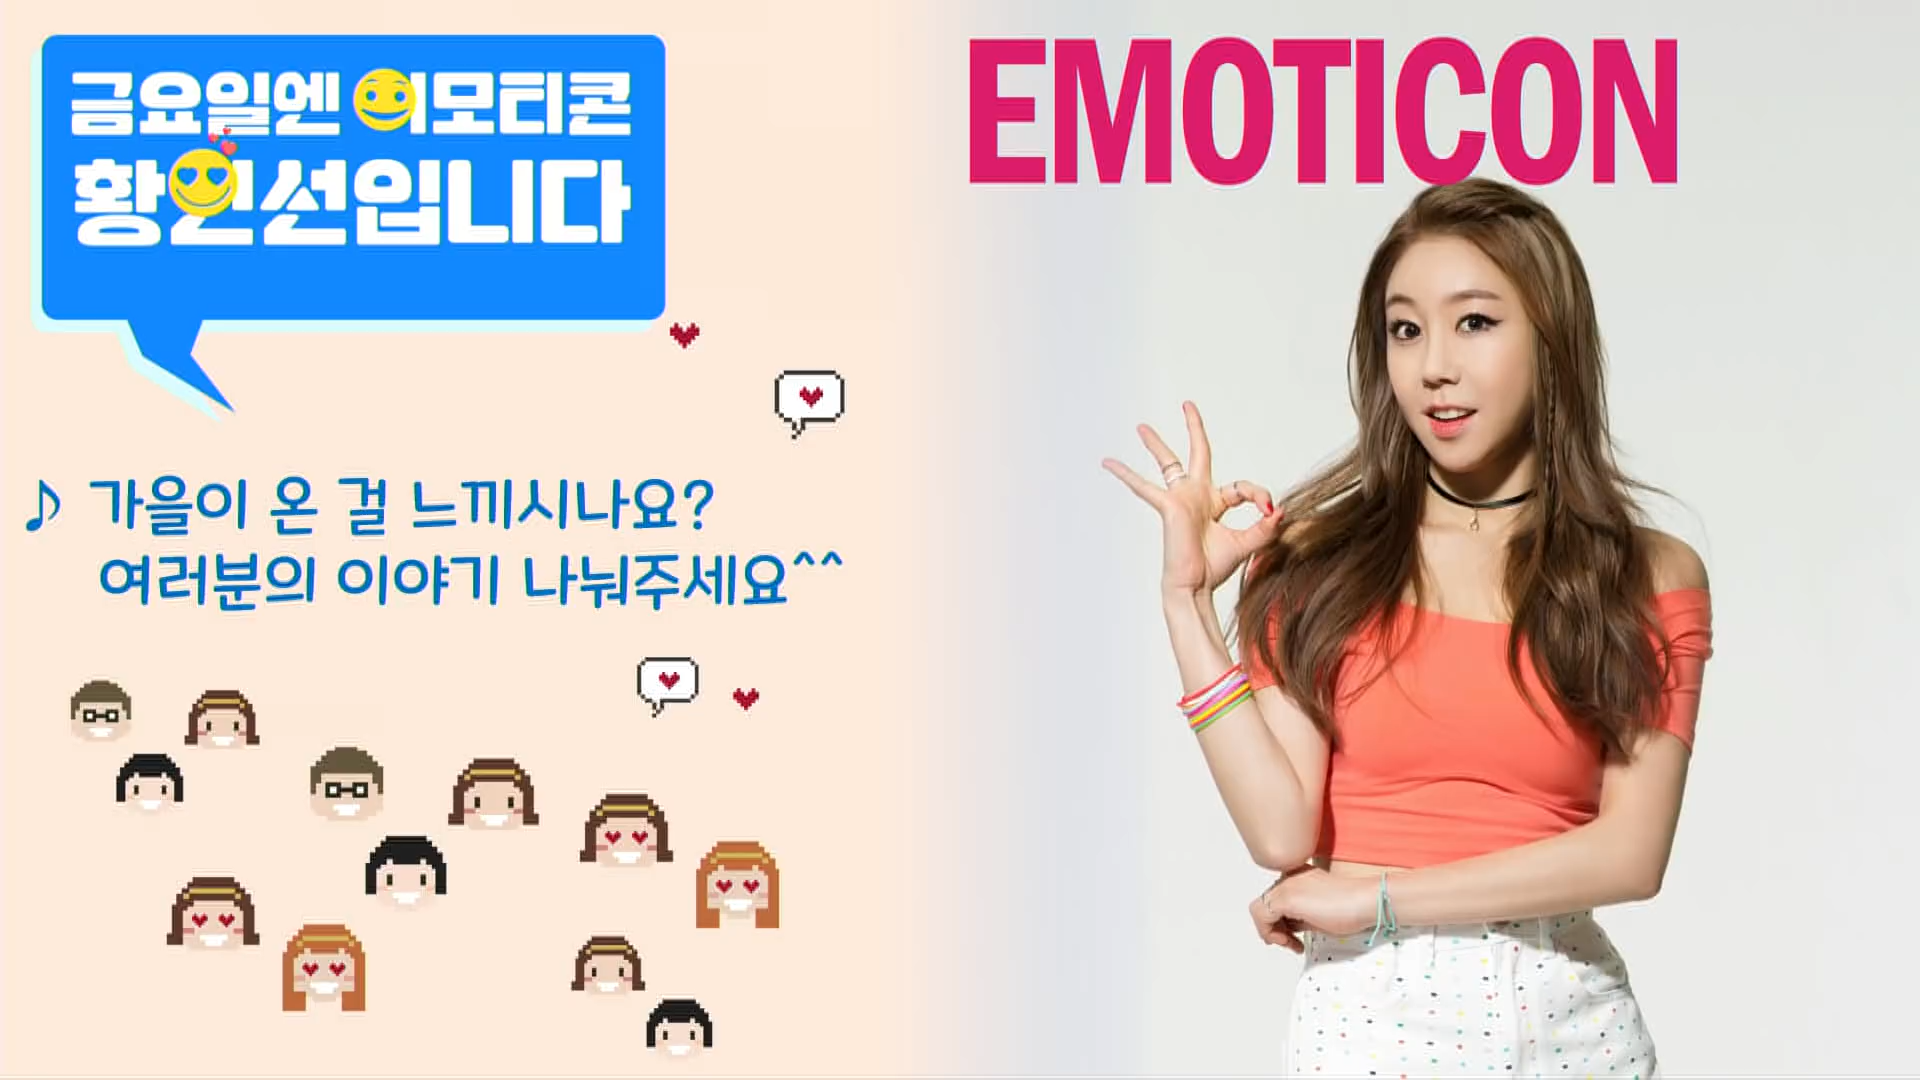 금요일엔 이모티콘
황인선입니다
EMOTICON
♪ 가을이 온 걸 느끼시나요?
여러분의 이야기 나눠주세요^^